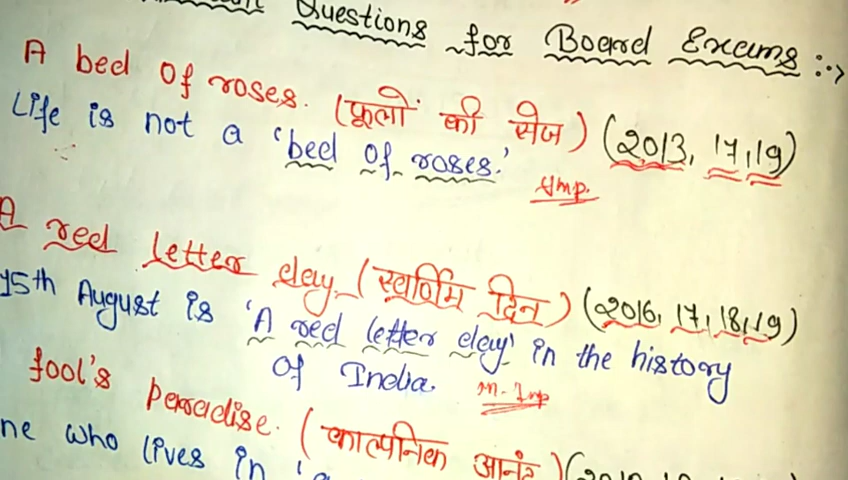 Questions for Board Exams :→
A bed of roses. (फूलों की सेज) (2013, 17, 19)
Life is not a 'bed of roses.'
Imp.
A red letter day. (स्वर्णिम दिन) (2016, 17, 18, 19)
15th August is 'A red letter day' in the history
of India.
m. Imp
fool's paradise. (काल्पनिक आनंद)
who lives in